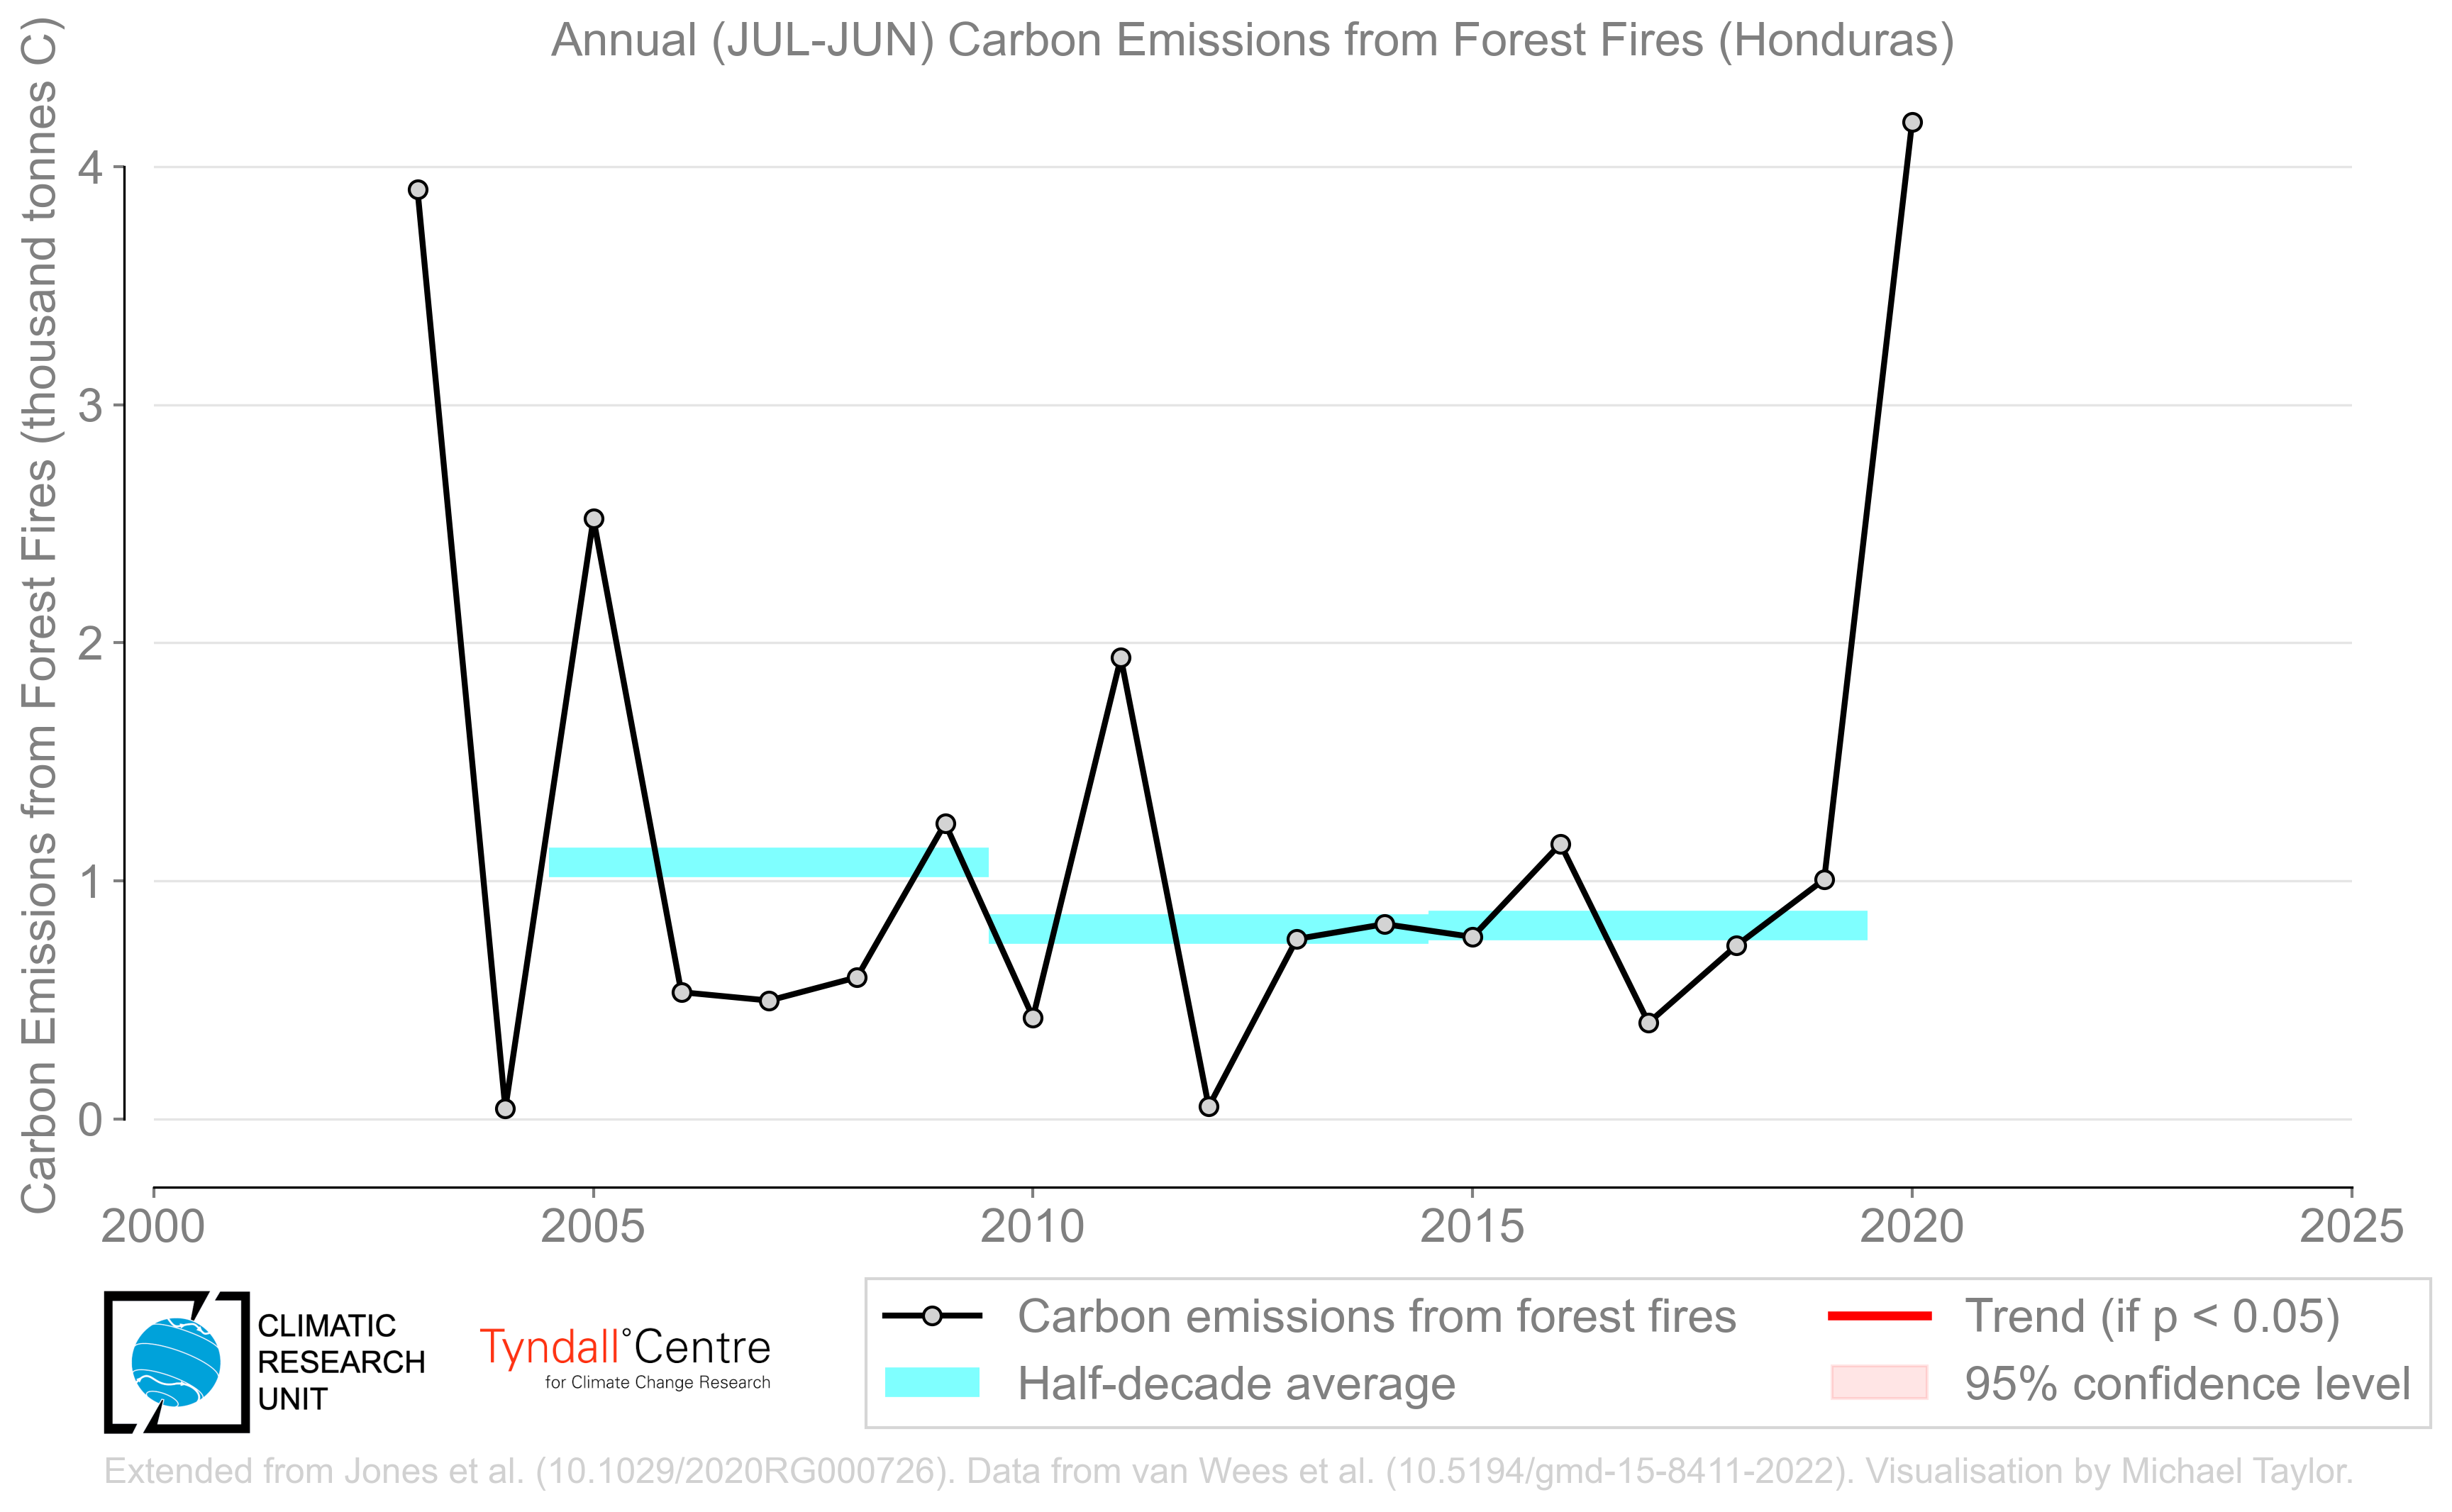 Annual (JUL-JUN) Carbon Emissions from Forest Fires (Honduras)
Carbon Emissions from Forest Fires (thousand tonnes C)
4
3
2
1
0
2000 2005 2010 2015 2020 2025
CLIMATIC
RESEARCH
UNIT
Tyndall°Centre
for Climate Change Research
Carbon emissions from forest fires
Half-decade average
Trend (if p < 0.05)
95% confidence level
Extended from Jones et al. (10.1029/2020RG000726). Data from van Wees et al. (10.5194/gmd-15-8411-2022). Visualisation by Michael Taylor.